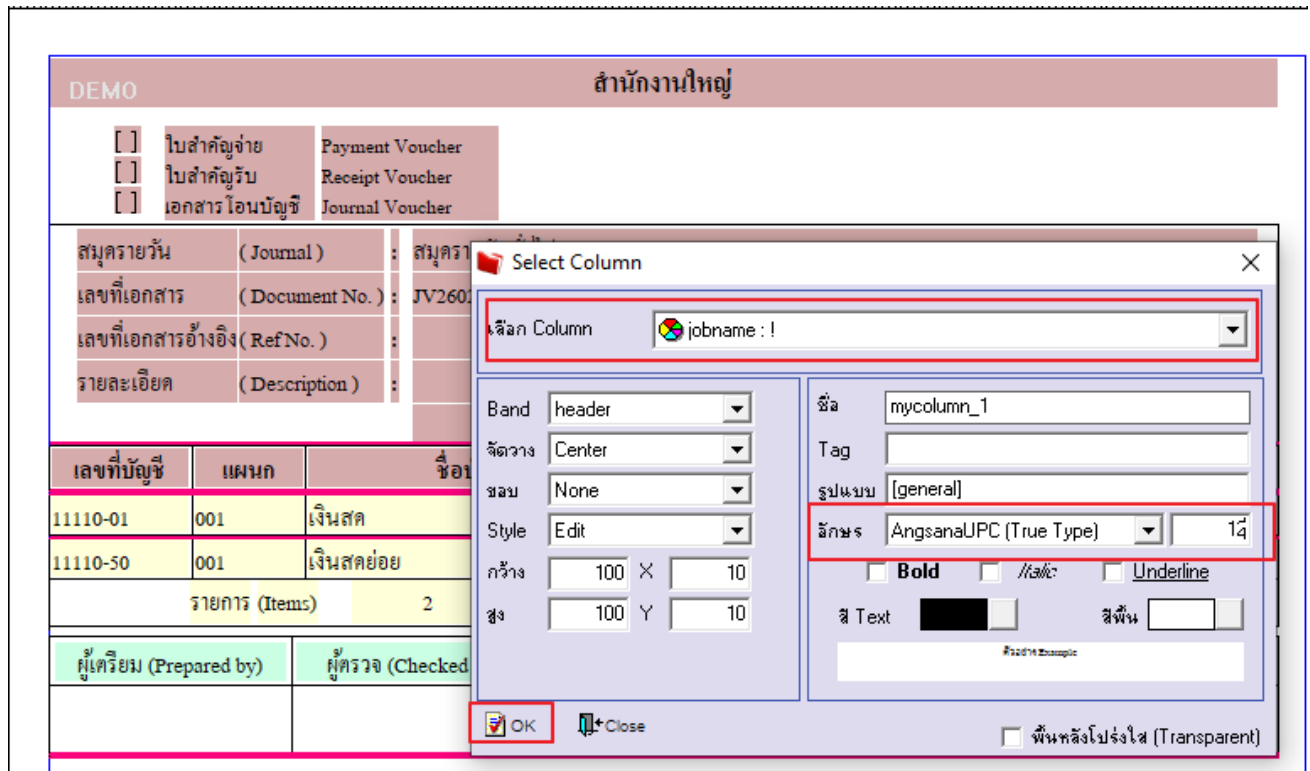 DEMO สำนักงานใหญ่
[ ] ใบสำคัญจ่าย Payment Voucher
[ ] ใบสำคัญรับ Receipt Voucher
[ ] เอกสารโอนบัญชี Journal Voucher
สมุดรายวัน ( Journal ) : สมุดรา
เลขที่เอกสาร ( Document No. ) : JV260
เลขที่เอกสารอ้างอิง ( Ref No. ) :
รายละเอียด ( Description ) :
เลขที่บัญชี แผนก ชื่อ
11110-01 001 เงินสด
11110-50 001 เงินสดย่อย
รายการ (Items) 2
ผู้เตรียม (Prepared by) ผู้ตรวจ (Checked
Select Column
เลือก Column jobname : !
Band header
จัดวาง Center
ขอบ None
Style Edit
กว้าง 100 X 10
สูง 100 Y 10
ชื่อ mycolumn_1
Tag
รูปแบบ [general]
อักษร AngsanaUPC (True Type) 14
Bold Italic Underline
สี Text สีพื้น
ตัวอย่าง Example
OK Close
พื้นหลังโปร่งใส (Transparent)